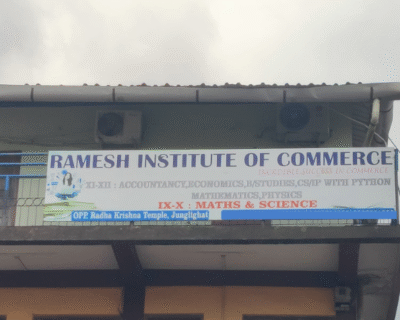 RAMESH INSTITUTE OF COMMERCE
XI-XII : ACCOUNTANCY,ECONOMICS,B/STUDIES,CS/IP WITH PYTHON
MATHEMATICS,PHYSICS
IX-X : MATHS & SCIENCE
OPP. Radha Krishna Temple, Junglighat